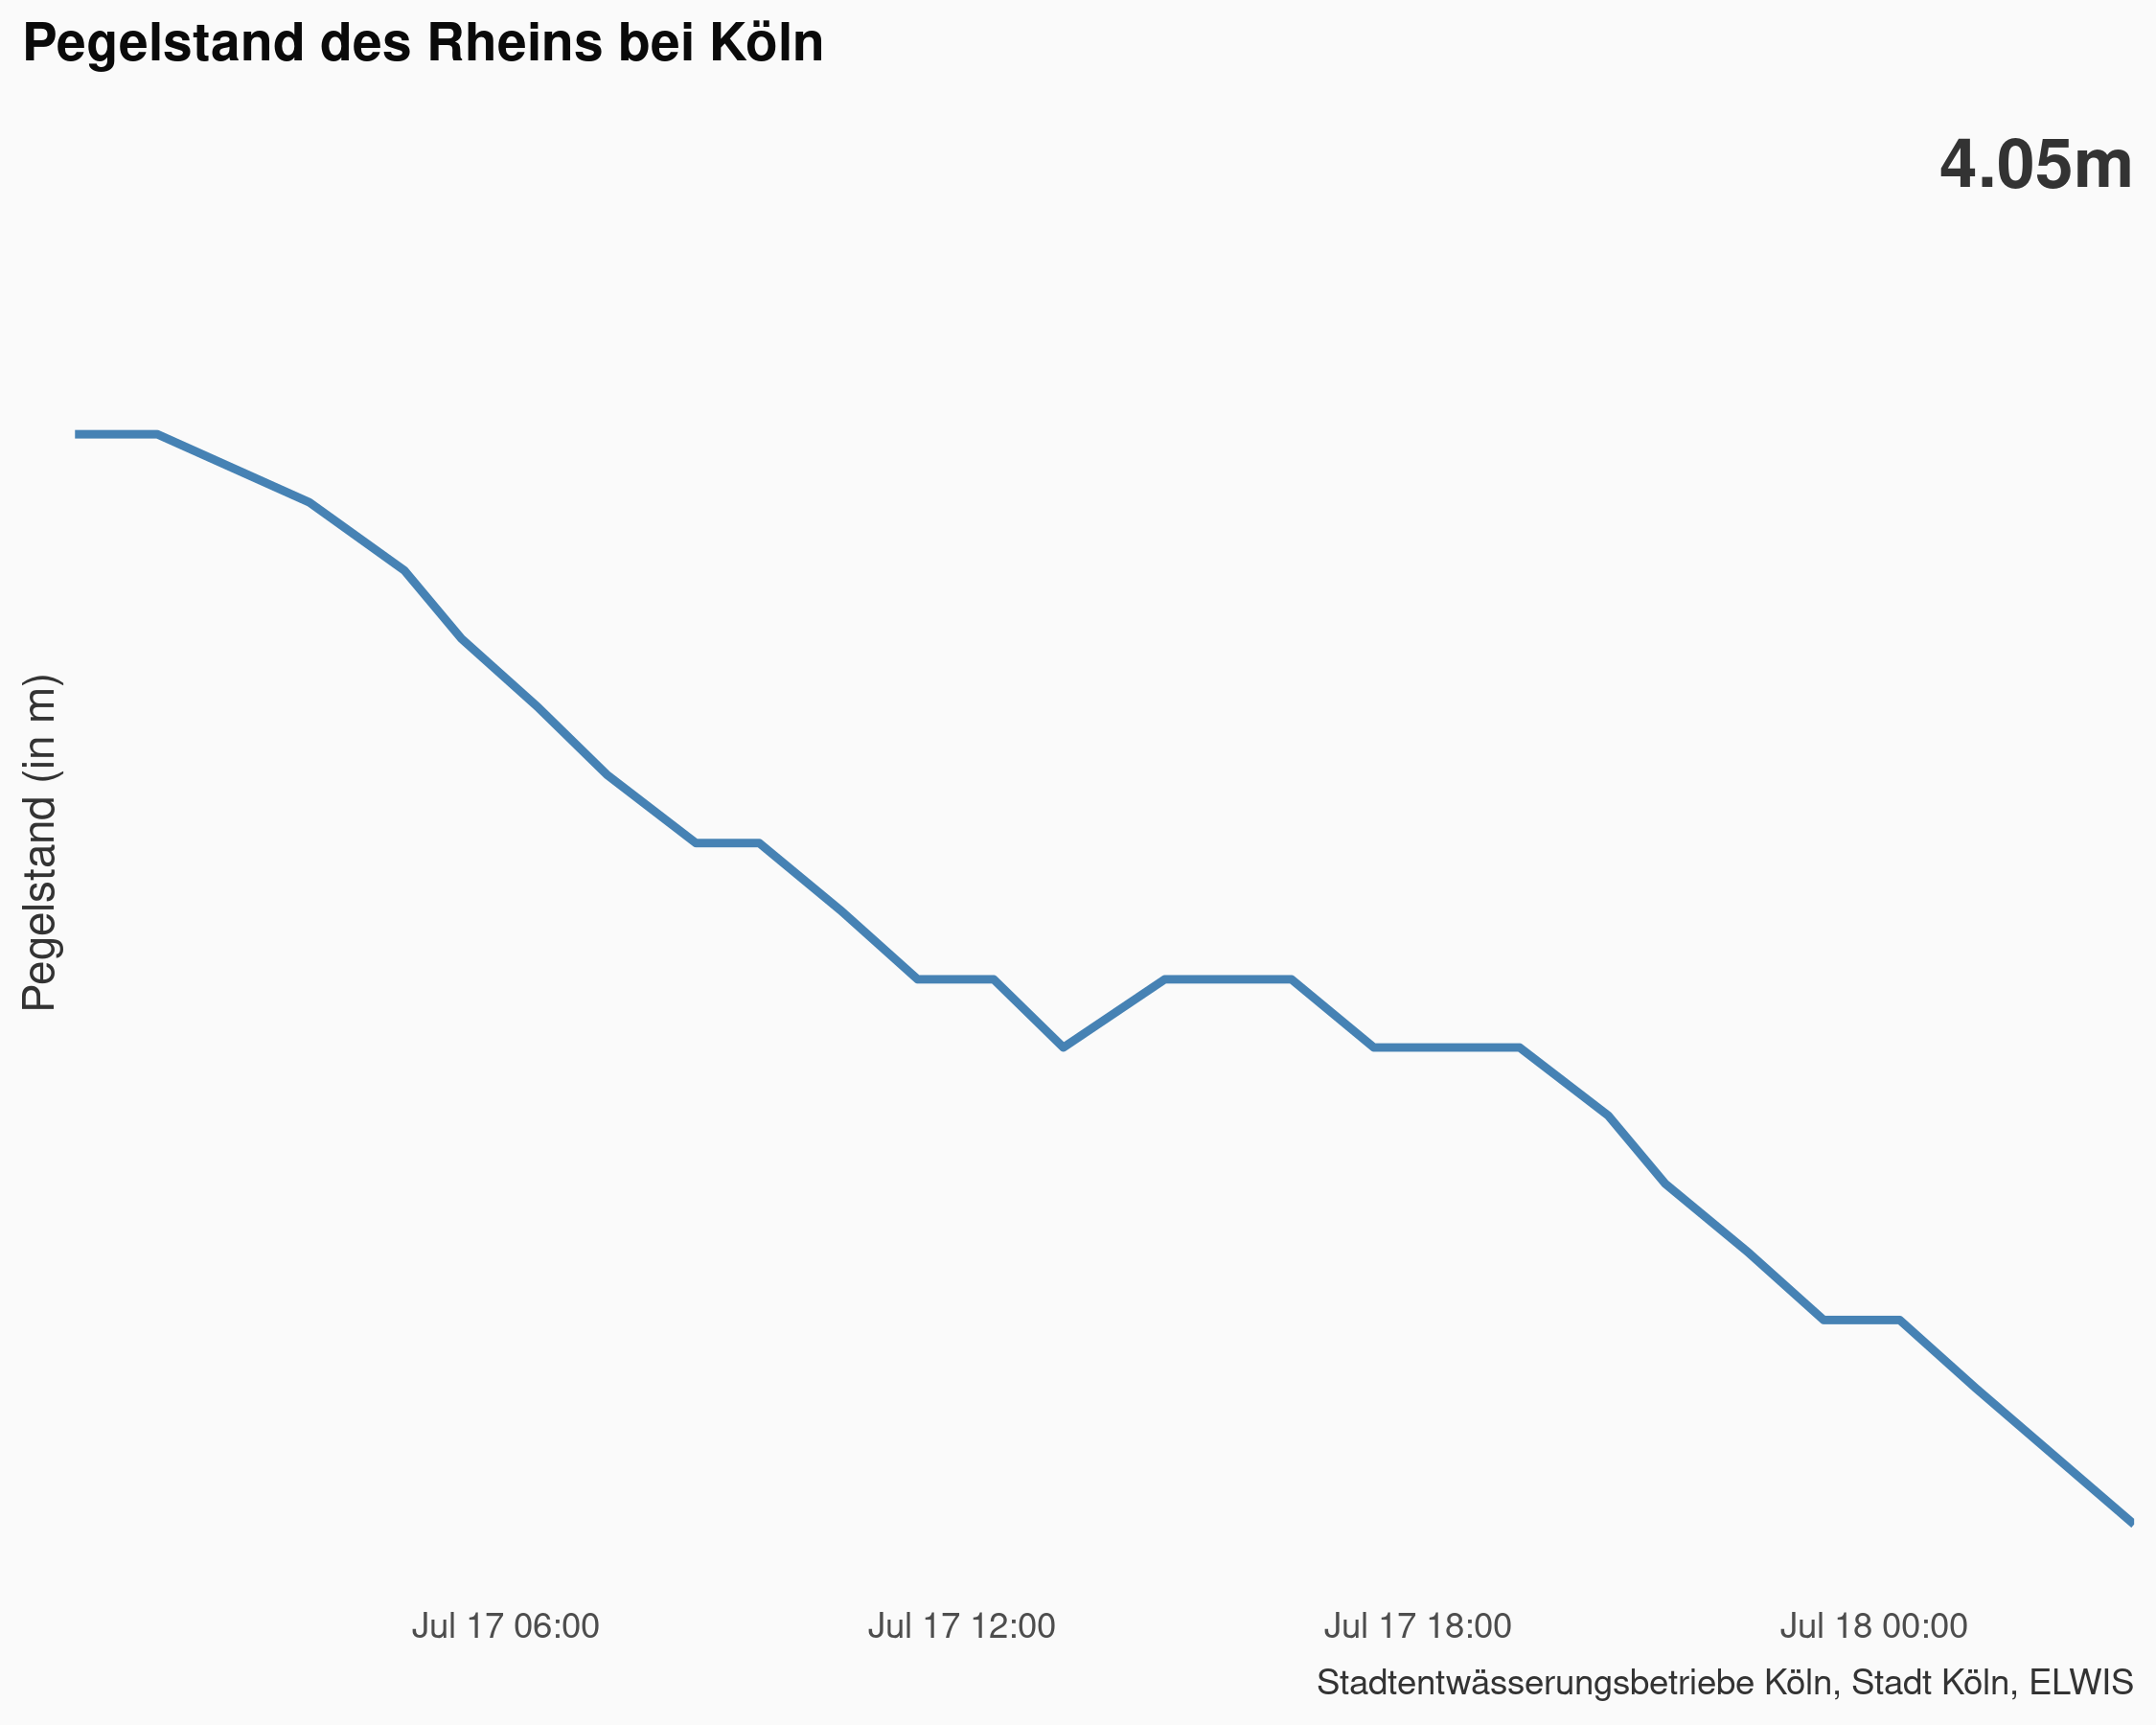 Pegelstand des Rheins bei Köln
4.05m
Pegelstand (in m)
Jul 17 06:00
Jul 17 12:00
Jul 17 18:00
Jul 18 00:00
Stadtentwässerungsbetriebe Köln, Stadt Köln, ELWIS